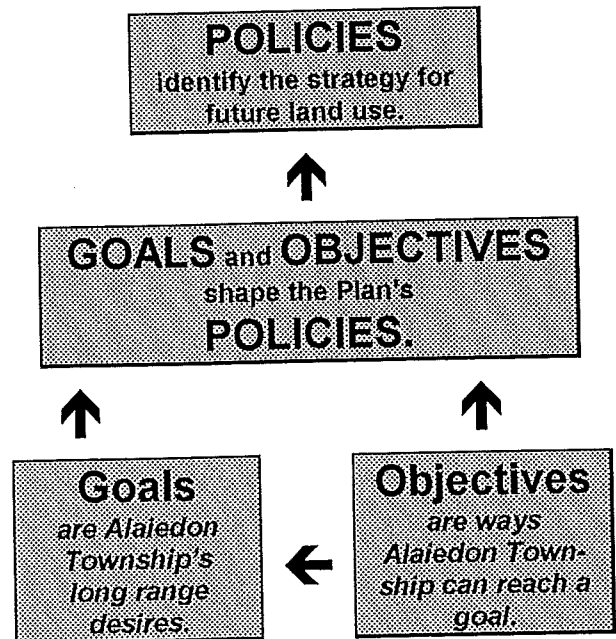 POLICIES
identify the strategy for
future land use.
GOALS and OBJECTIVES
shape the Plan's
POLICIES.
Goals
are Alaiedon
Township's
long range
desires.
Objectives
are ways
Alaiedon Town-
ship can reach a
goal.